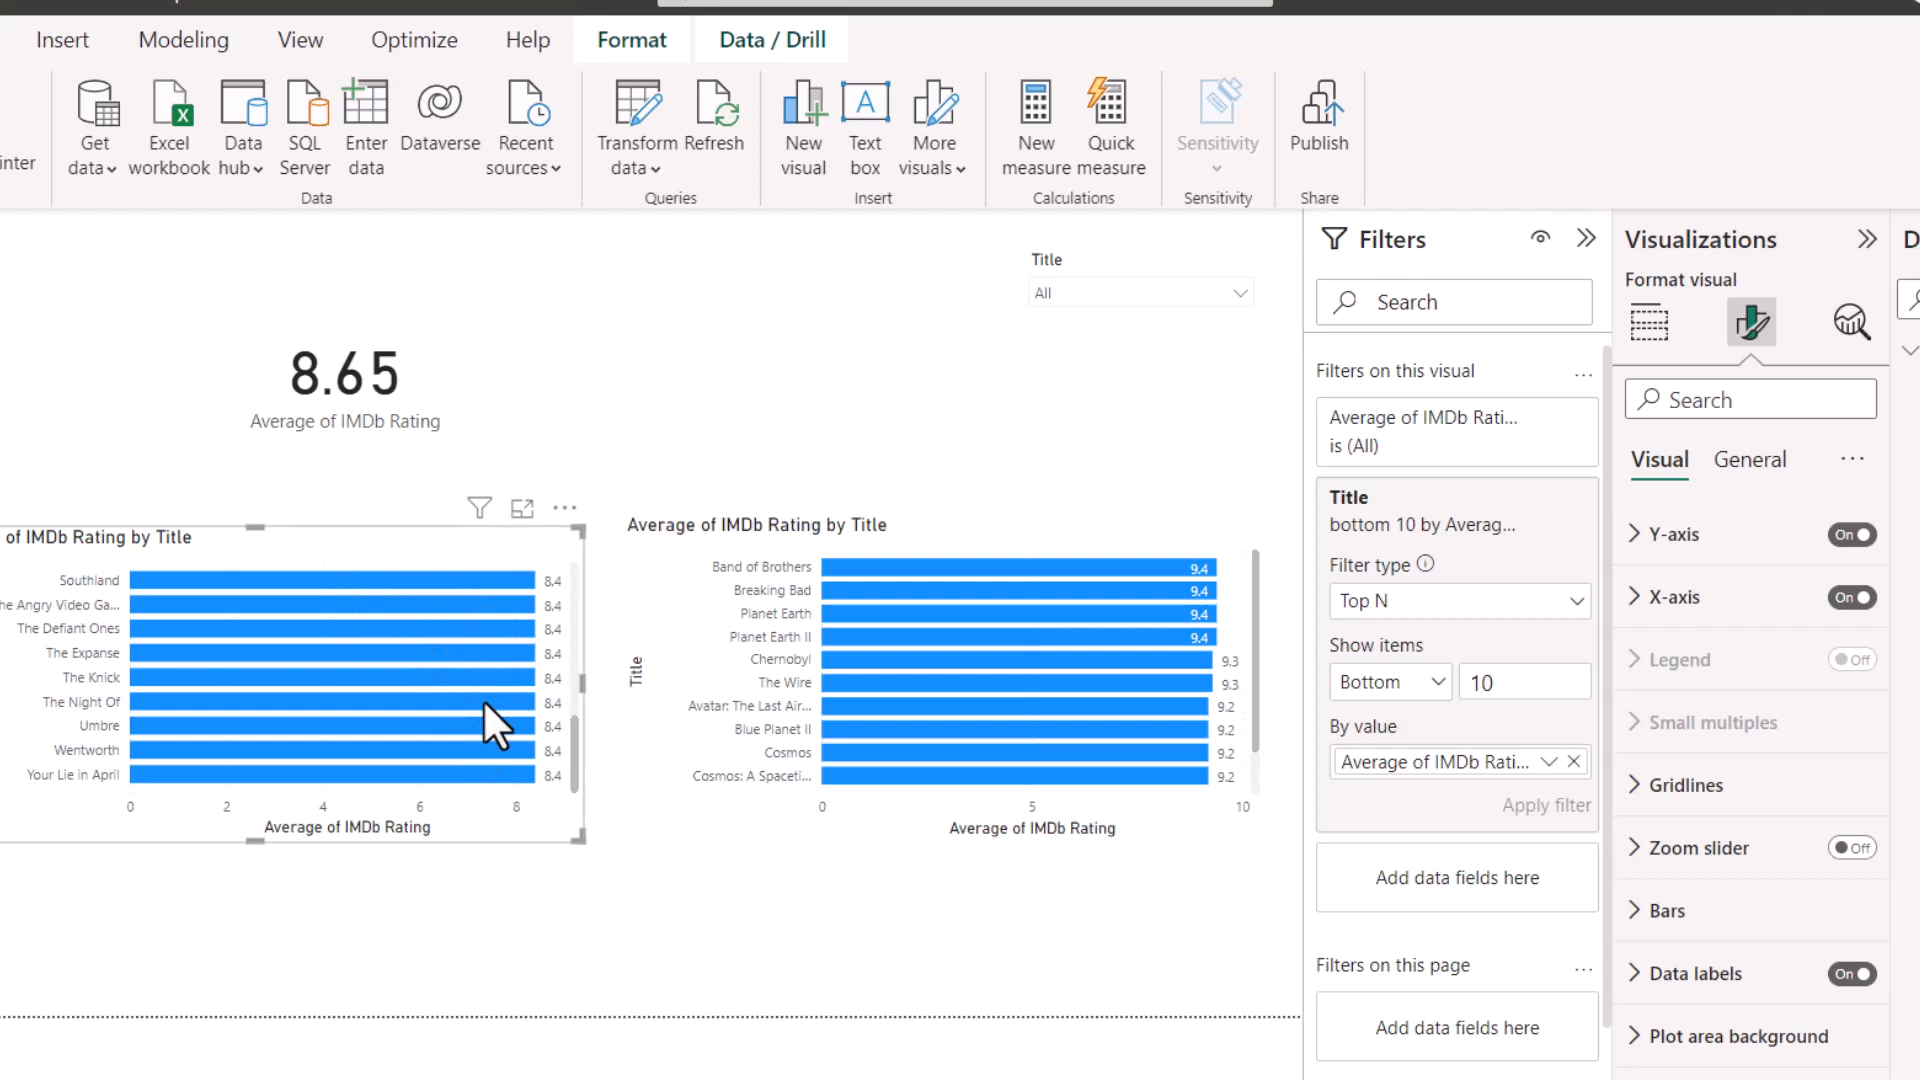 Insert Modeling View Optimize Help Format Data / Drill
inter
Get data
Excel workbook
Data hub
SQL Server
Enter data
Dataverse
Recent sources
Transform data
Refresh
New visual
Text box
More visuals
New measure
Quick measure
Sensitivity
Publish
Data
Queries
Insert
Calculations
Sensitivity
Share
Title
All
8.65
Average of IMDb Rating
of IMDb Rating by Title
Southland 8.4
he Angry Video Ga... 8.4
The Defiant Ones 8.4
The Expanse 8.4
The Knick 8.4
The Night Of 8.4
Umbre 8.4
Wentworth 8.4
Your Lie in April 8.4
0 2 4 6 8
Average of IMDb Rating
Average of IMDb Rating by Title
Title
Band of Brothers 9.4
Breaking Bad 9.4
Planet Earth 9.4
Planet Earth II 9.4
Chernobyl 9.3
The Wire 9.3
Avatar: The Last Air... 9.2
Blue Planet II 9.2
Cosmos 9.2
Cosmos: A Spaceti... 9.2
0 5 10
Average of IMDb Rating
Filters
Search
Filters on this visual ...
Average of IMDb Rati...
is (All)
Title
bottom 10 by Averag...
Filter type
Top N
Show items
Bottom 10
By value
Average of IMDb Rati...
Apply filter
Add data fields here
Filters on this page ...
Add data fields here
Visualizations
Format visual
Search
Visual General ...
Y-axis On
X-axis On
Legend Off
Small multiples
Gridlines
Zoom slider Off
Bars
Data labels On
Plot area background
D